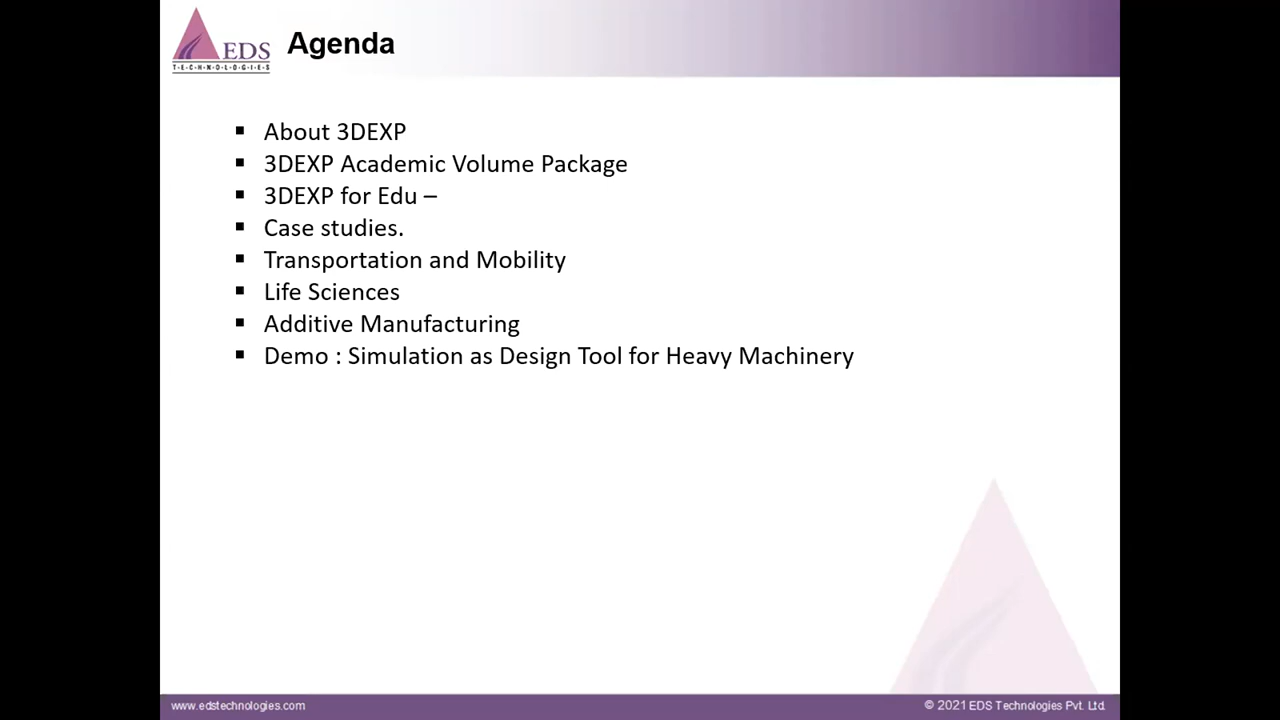 EDS
T·E·C·H·N·O·L·O·G·I·E·S
Agenda
▪ About 3DEXP
▪ 3DEXP Academic Volume Package
▪ 3DEXP for Edu –
▪ Case studies.
▪ Transportation and Mobility
▪ Life Sciences
▪ Additive Manufacturing
▪ Demo : Simulation as Design Tool for Heavy Machinery
www.edstechnologies.com
© 2021 EDS Technologies Pvt. Ltd.